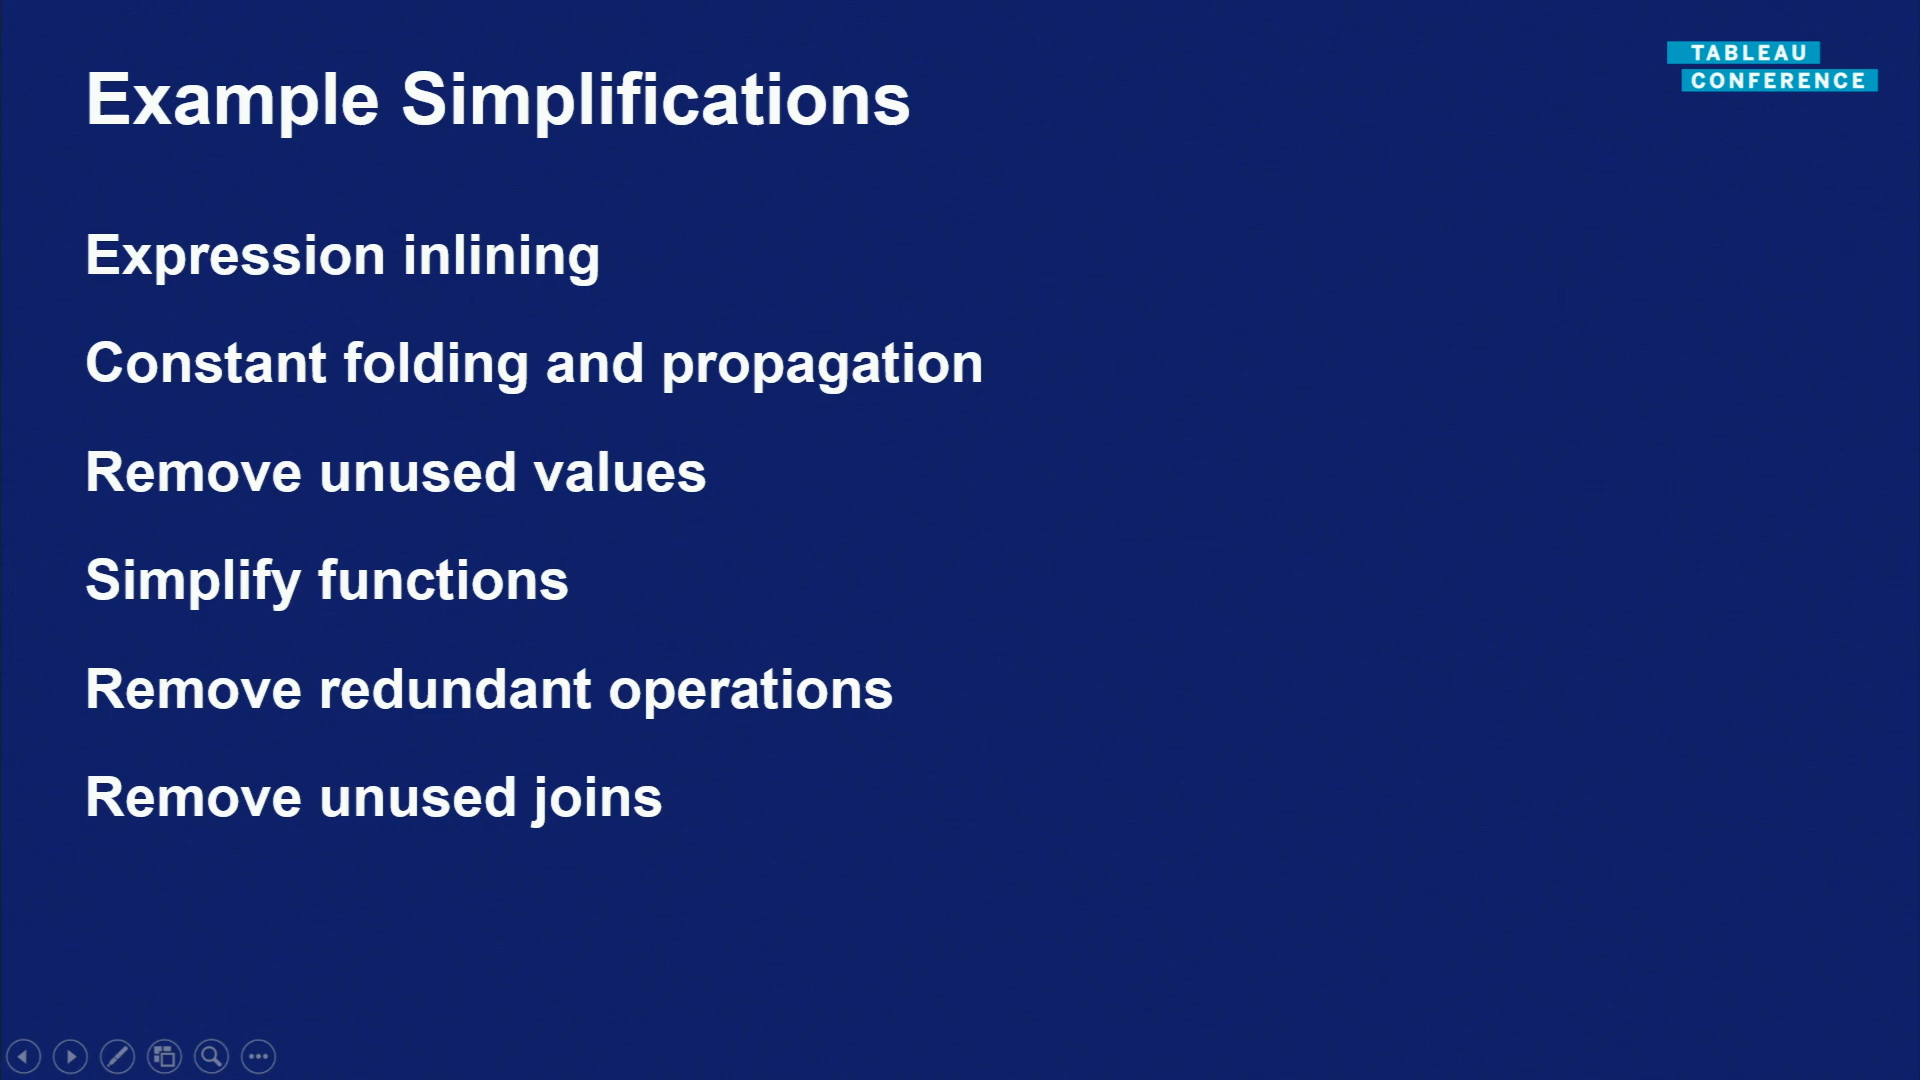 Example Simplifications
TABLEAU
CONFERENCE
Expression inlining
Constant folding and propagation
Remove unused values
Simplify functions
Remove redundant operations
Remove unused joins